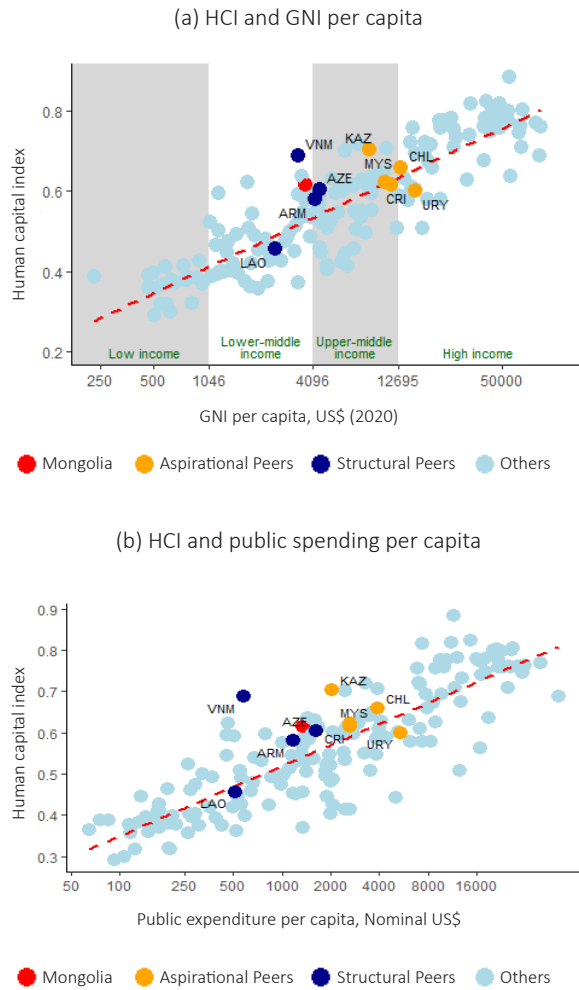 (a) HCI and GNI per capita
Human capital index
0.8
0.6
0.4
0.2
VNM
KAZ
CHL
MYS
AZE
CRI
URY
ARM
LAO
Low income
Lower-middle
income
Upper-middle
income
High income
250 500 1046 4096 12695 50000
GNI per capita, US$ (2020)
Mongolia Aspirational Peers Structural Peers Others
(b) HCI and public spending per capita
Human capital index
0.9
0.8
0.7
0.6
0.5
0.4
0.3
KAZ
VNM
CHL
MYS
AZE
CRI
URY
ARM
LAO
50 100 250 500 1000 2000 4000 8000 16000
Public expenditure per capita, Nominal US$
Mongolia Aspirational Peers Structural Peers Others